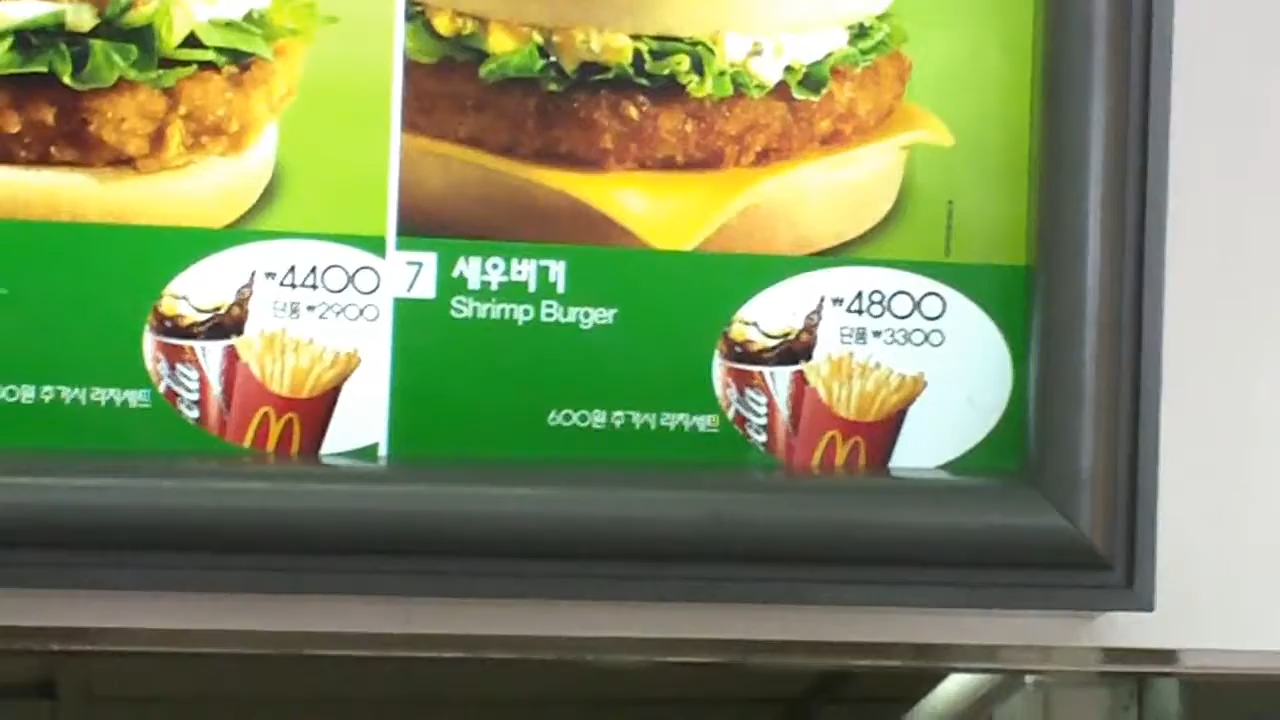 ₩4400
단품 ₩2900
0원 추가시 라지세트
7 새우버거
Shrimp Burger
₩4800
단품 ₩3300
600원 추가시 라지세트